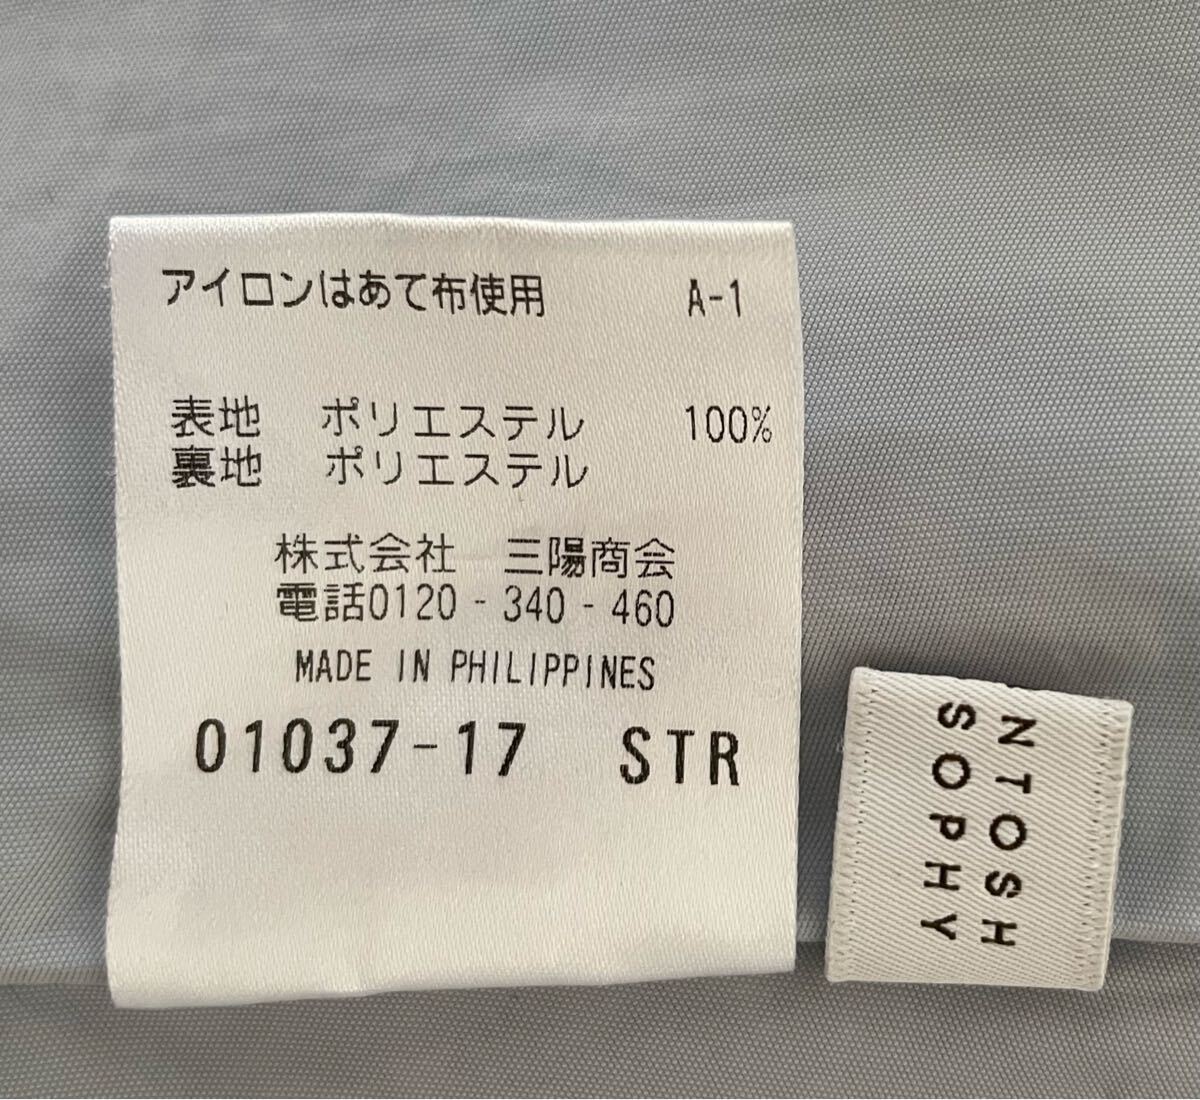 アイロンはあて布使用 A-1
表地 ポリエステル 100%
裏地 ポリエステル
株式会社 三陽商会
電話0120-340-460
MADE IN PHILIPPINES
01037-17 STR
NTOSH
SOPHY